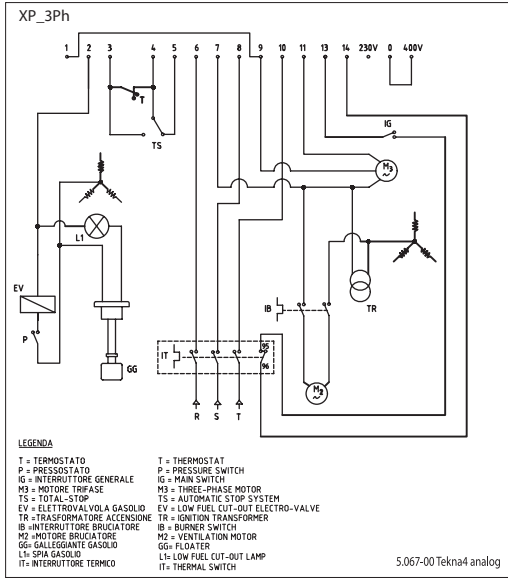 XP_3Ph
1 2 3 4 5 6 7 8 9 10 11 13 14 230V 0 400V
IG
T
TS
M3
~
L1
EV
TR
IB
P
IT
95
96
GG
M2
~
R S T
LEGENDA
T = TERMOSTATO
P = PRESSOSTATO
IG = INTERRUTTORE GENERALE
M3 = MOTORE TRIFASE
TS = TOTAL-STOP
EV = ELETTROVALVOLA GASOLIO
TR =TRASFORMATORE ACCENSIONE
IB =INTERRUTTORE BRUCIATORE
M2 =MOTORE BRUCIATORE
GG= GALLEGGIANTE GASOLIO
L1= SPIA GASOLIO
IT= INTERRUTTORE TERMICO
T = THERMOSTAT
P = PRESSURE SWITCH
IG = MAIN SWITCH
M3 = THREE-PHASE MOTOR
TS = AUTOMATIC STOP SYSTEM
EV = LOW FUEL CUT-OUT ELECTRO-VALVE
TR = IGNITION TRANSFORMER
IB = BURNER SWITCH
M2 = VENTILATION MOTOR
GG= FLOATER
L1= LOW FUEL CUT-OUT LAMP
IT= THERMAL SWITCH
5.067-00 Tekna4 analog